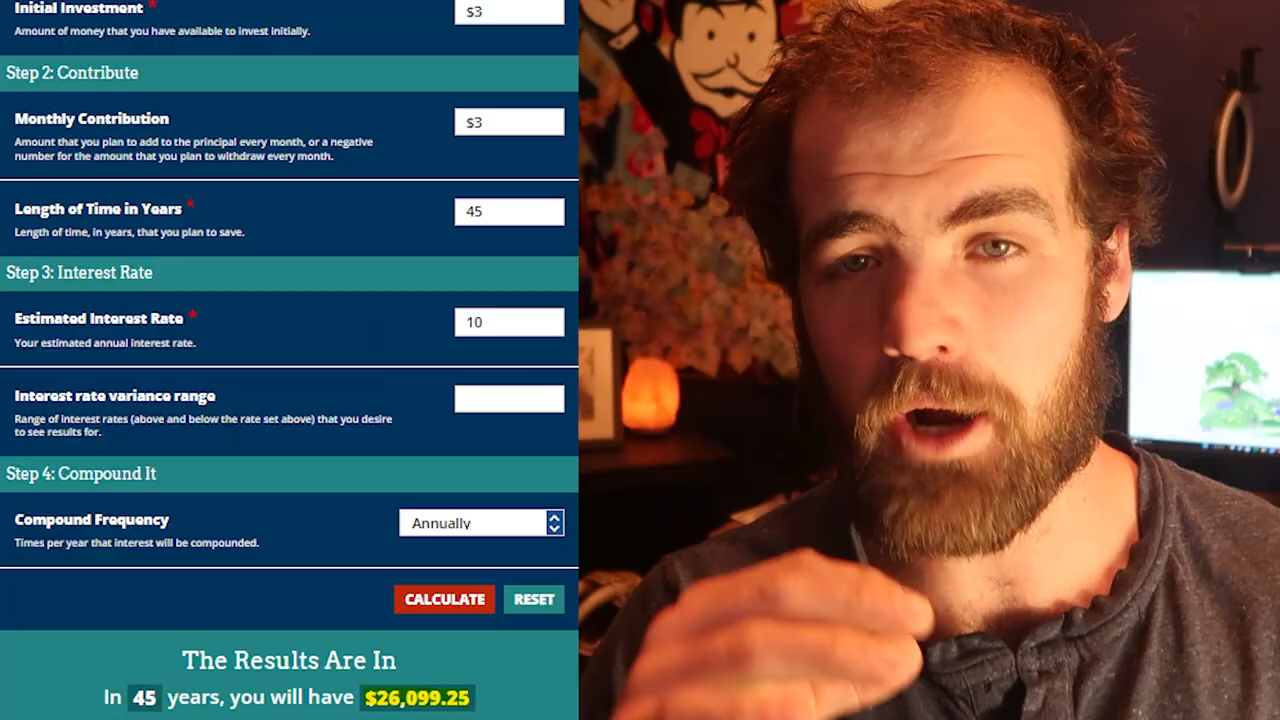 Initial Investment *
$3
Amount of money that you have available to invest initially.
Step 2: Contribute
Monthly Contribution
$3
Amount that you plan to add to the principal every month, or a negative
number for the amount that you plan to withdraw every month.
Length of Time in Years *
45
Length of time, in years, that you plan to save.
Step 3: Interest Rate
Estimated Interest Rate *
10
Your estimated annual interest rate.
Interest rate variance range
Range of interest rates (above and below the rate set above) that you desire
to see results for.
Step 4: Compound It
Compound Frequency
Annually
Times per year that interest will be compounded.
CALCULATE RESET
The Results Are In
In 45 years, you will have $26,099.25